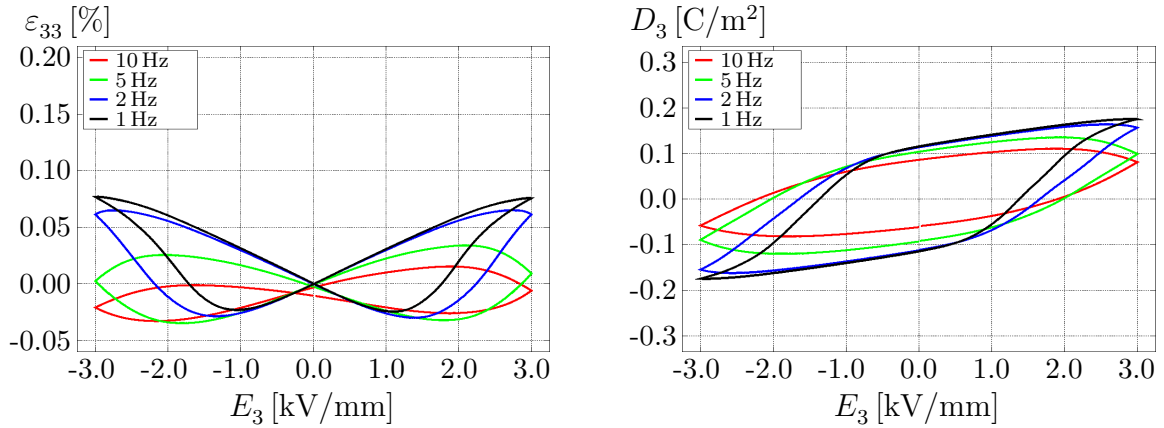 ε₃₃ [%]
0.20
0.15
0.10
0.05
0.00
-0.05
10 Hz
5 Hz
2 Hz
1 Hz
-3.0 -2.0 -1.0 0.0 1.0 2.0 3.0
E₃ [kV/mm]
D₃ [C/m²]
0.3
0.2
0.1
0.0
-0.1
-0.2
-0.3
10 Hz
5 Hz
2 Hz
1 Hz
-3.0 -2.0 -1.0 0.0 1.0 2.0 3.0
E₃ [kV/mm]